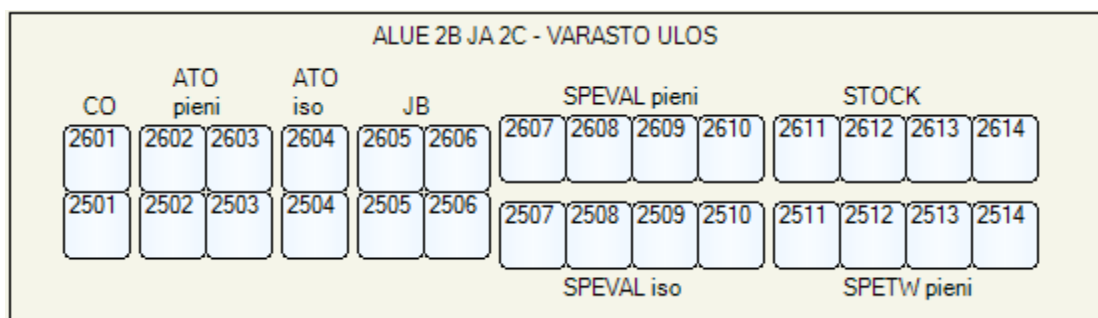 ALUE 2B JA 2C - VARASTO ULOS
CO
ATO
pieni
ATO
iso
JB
SPEVAL pieni
STOCK
2601 2602 2603 2604 2605 2606 2607 2608 2609 2610 2611 2612 2613 2614
2501 2502 2503 2504 2505 2506 2507 2508 2509 2510 2511 2512 2513 2514
SPEVAL iso
SPETW pieni